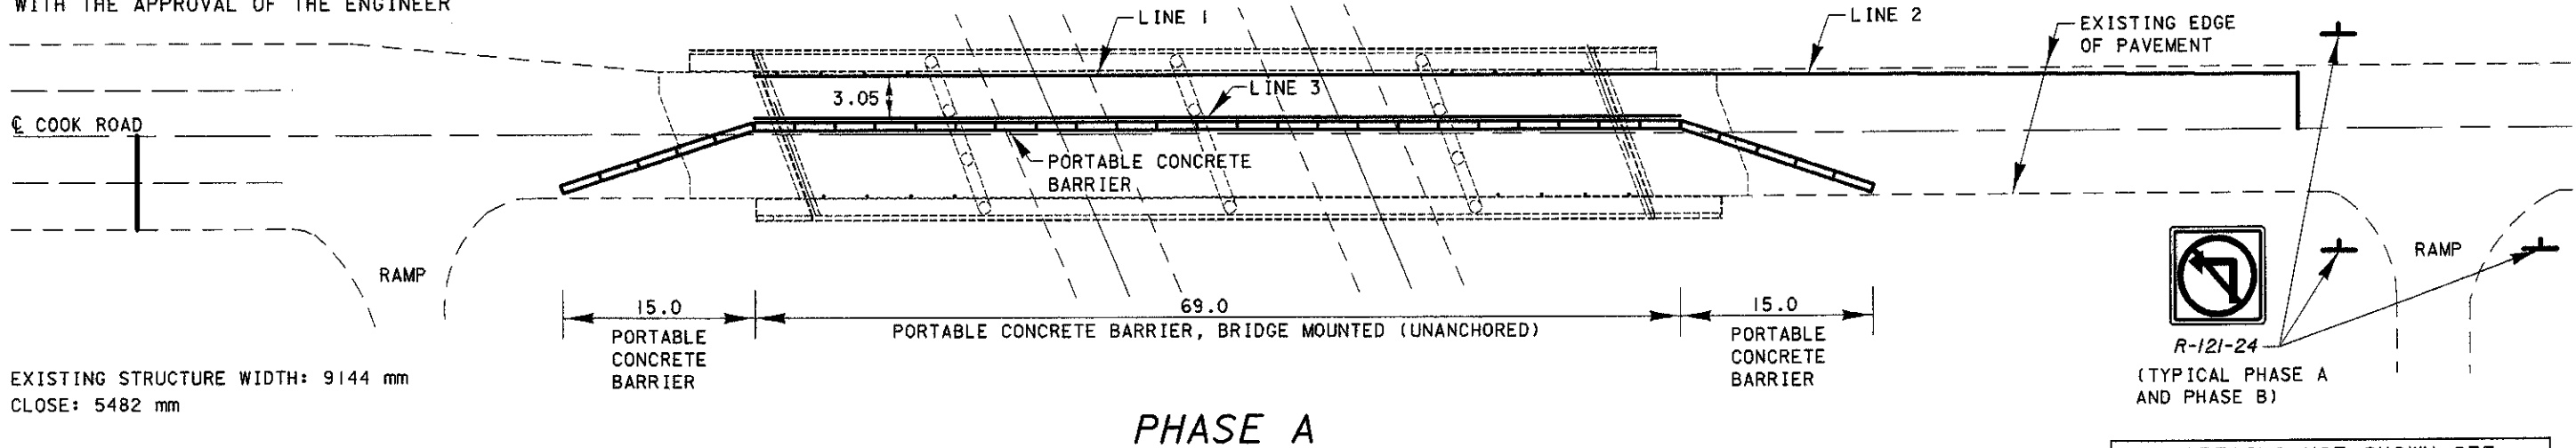 WITH THE APPROVAL OF THE ENGINEER
LINE 1
LINE 2
EXISTING EDGE
OF PAVEMENT
3.05
LINE 3
℄ COOK ROAD
PORTABLE CONCRETE
BARRIER
RAMP
RAMP
15.0
PORTABLE
CONCRETE
BARRIER
69.0
PORTABLE CONCRETE BARRIER, BRIDGE MOUNTED (UNANCHORED)
15.0
PORTABLE
CONCRETE
BARRIER
R-121-24
(TYPICAL PHASE A
AND PHASE B)
EXISTING STRUCTURE WIDTH: 9144 mm
CLOSE: 5482 mm
PHASE A